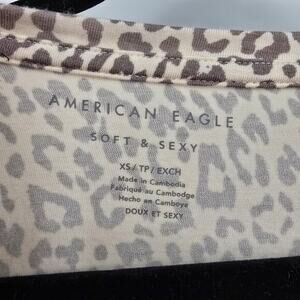 AMERICAN EAGLE
SOFT & SEXY
XS / TP / EXCH
Made in Cambodia
Fabriqué au Cambodge
Hecho en Camboya
DOUX ET SEXY